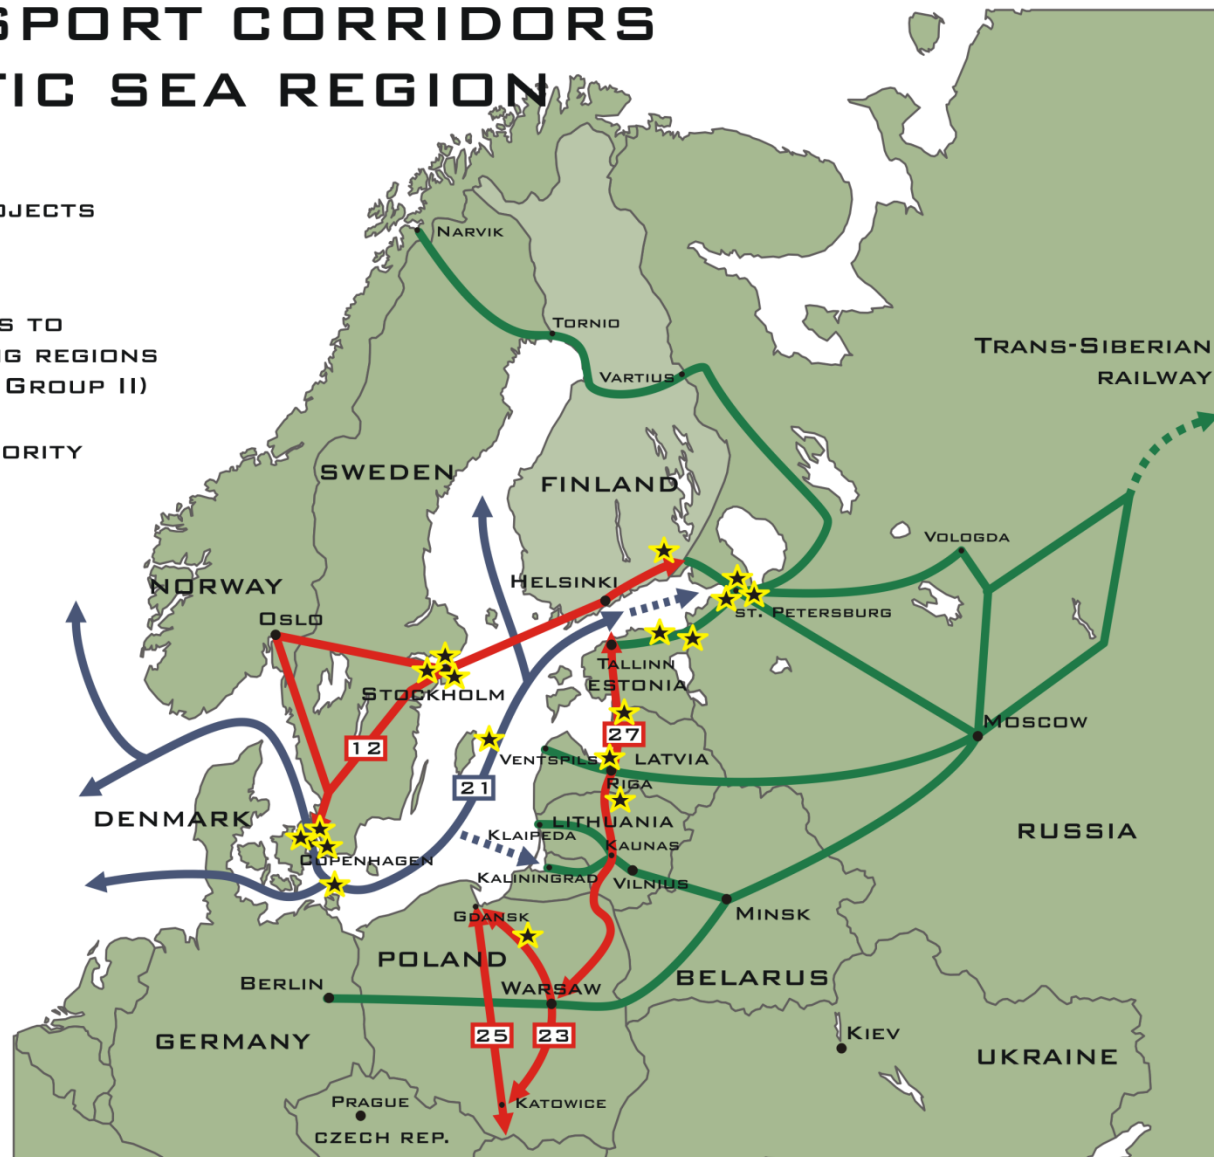 SPORT CORRIDORS
TIC SEA REGION
OJECTS
S TO
NG REGIONS
GROUP II)
ORITY
NARVIK
TORNIO
VARTIUS
TRANS-SIBERIAN
RAILWAY
SWEDEN
FINLAND
VOLOGDA
NORWAY
HELSINKI
OSLO
ST. PETERSBURG
TALLINN
ESTONIA
STOCKHOLM
MOSCOW
12
27
VENTSPILS
LATVIA
21
RIGA
DENMARK
LITHUANIA
KLAIPEDA
RUSSIA
KAUNAS
COPENHAGEN
KALININGRAD
VILNIUS
GDANSK
MINSK
POLAND
BELARUS
BERLIN
WARSAW
GERMANY
25
23
KIEV
UKRAINE
PRAGUE
KATOWICE
CZECH REP.